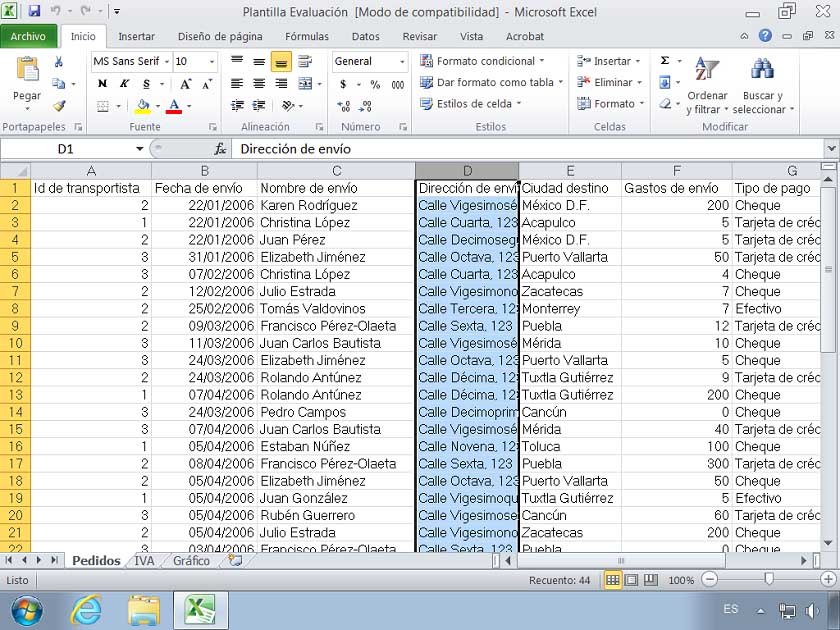 Plantilla Evaluación [Modo de compatibilidad] - Microsoft Excel
Archivo Inicio Insertar Diseño de página Fórmulas Datos Revisar Vista Acrobat
MS Sans Serif 10 General Formato condicional Insertar Σ
Pegar N K S A A $ % 000 Dar formato como tabla Eliminar Ordenar y filtrar Buscar y seleccionar
A Estilos de celda Formato
Portapapeles Fuente Alineación Número Estilos Celdas Modificar
D1 fx Dirección de envío
A B C D E F G
1 Id de transportista Fecha de envío Nombre de envío Dirección de enví Ciudad destino Gastos de envío Tipo de pago
2 2 22/01/2006 Karen Rodríguez Calle Vigesimosé México D.F. 200 Cheque
3 1 22/01/2006 Christina López Calle Cuarta, 123 Acapulco 5 Tarjeta de créd
4 2 22/01/2006 Juan Pérez Calle Decimoseg México D.F. 5 Tarjeta de créd
5 3 31/01/2006 Elizabeth Jiménez Calle Octava, 123 Puerto Vallarta 50 Tarjeta de créd
6 3 07/02/2006 Christina López Calle Cuarta, 123 Acapulco 4 Cheque
7 2 12/02/2006 Julio Estrada Calle Vigesimono Zacatecas 7 Cheque
8 2 25/02/2006 Tomás Valdovinos Calle Tercera, 12 Monterrey 7 Efectivo
9 2 09/03/2006 Francisco Pérez-Olaeta Calle Sexta, 123 Puebla 12 Tarjeta de créd
10 3 11/03/2006 Juan Carlos Bautista Calle Vigesimosé Mérida 10 Cheque
11 3 24/03/2006 Elizabeth Jiménez Calle Octava, 123 Puerto Vallarta 5 Cheque
12 2 24/03/2006 Rolando Antúnez Calle Décima, 12 Tuxtla Gutiérrez 9 Tarjeta de créd
13 1 07/04/2006 Rolando Antúnez Calle Décima, 12 Tuxtla Gutiérrez 200 Cheque
14 3 24/03/2006 Pedro Campos Calle Decimoprim Cancún 0 Cheque
15 3 07/04/2006 Juan Carlos Bautista Calle Vigesimosé Mérida 40 Tarjeta de créd
16 1 05/04/2006 Estaban Núñez Calle Novena, 12 Toluca 100 Cheque
17 2 08/04/2006 Francisco Pérez-Olaeta Calle Sexta, 123 Puebla 300 Tarjeta de créd
18 2 05/04/2006 Elizabeth Jiménez Calle Octava, 123 Puerto Vallarta 50 Cheque
19 1 05/04/2006 Juan González Calle Vigesimoqu Tuxtla Gutiérrez 5 Efectivo
20 3 05/04/2006 Rubén Guerrero Calle Vigesimose Cancún 60 Tarjeta de créd
21 2 05/04/2006 Julio Estrada Calle Vigesimono Zacatecas 200 Cheque
22 3 03/04/2006 Francisco Pérez-Olaeta Calle Sexta, 123 Puebla 0 Cheque
Pedidos IVA Gráfico
Listo Recuento: 44 100%
ES